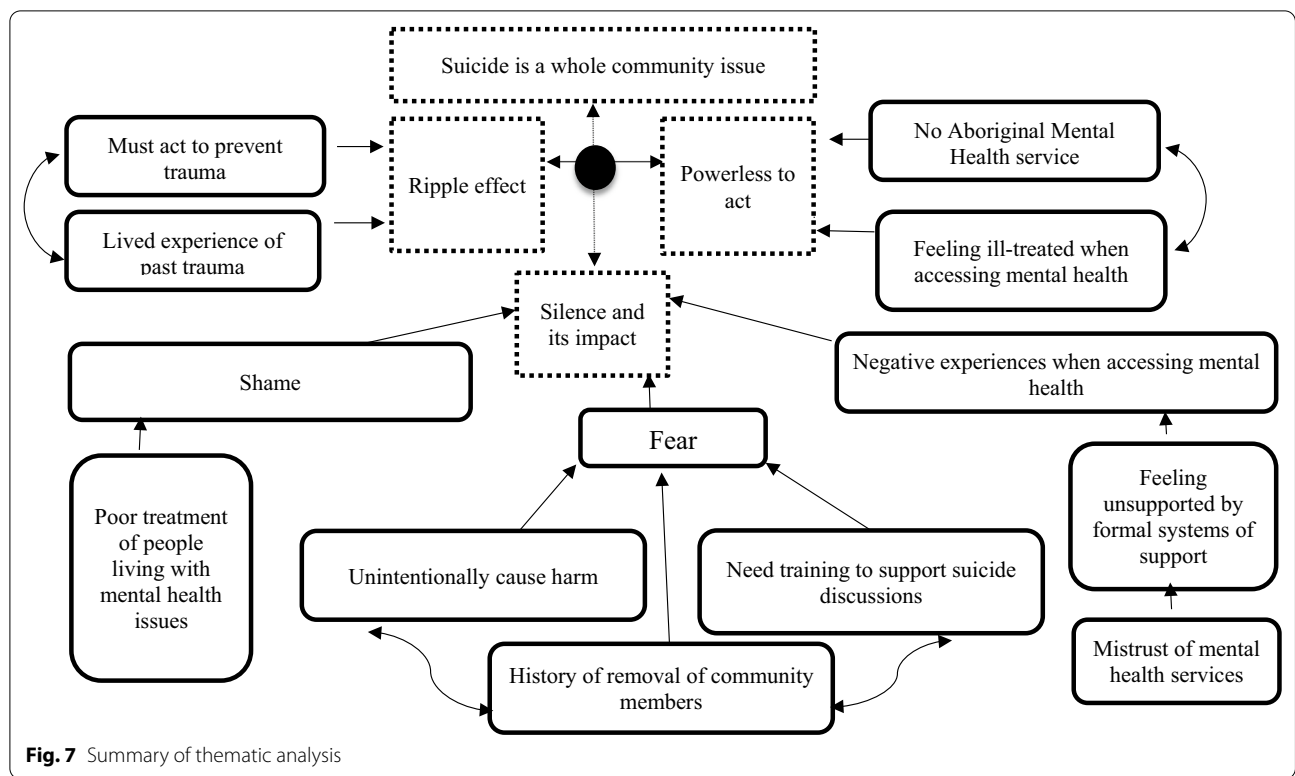 Suicide is a whole community issue
Must act to prevent
trauma
Lived experience of
past trauma
Ripple effect
Powerless to
act
No Aboriginal Mental
Health service
Feeling ill-treated when
accessing mental health
Silence and
its impact
Shame
Negative experiences when accessing mental
health
Fear
Poor treatment
of people
living with
mental health
issues
Unintentionally cause harm
Need training to support suicide
discussions
Feeling
unsupported by
formal systems of
support
History of removal of community
members
Mistrust of mental
health services
Fig. 7 Summary of thematic analysis